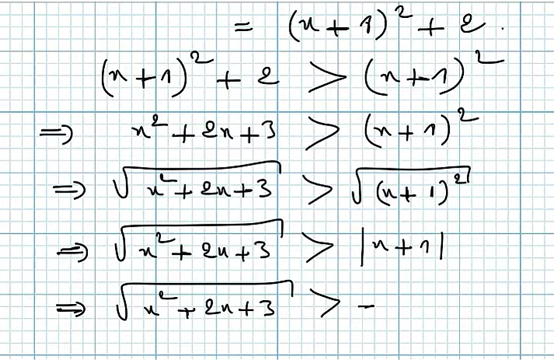 = (x+1)² + 2.
(x+1)² + 2 > (x+1)²
⇒ x² + 2x + 3 > (x+1)²
⇒ √(x² + 2x + 3) > √((x+1)²)
⇒ √(x² + 2x + 3) > |x+1|
⇒ √(x² + 2x + 3) > −